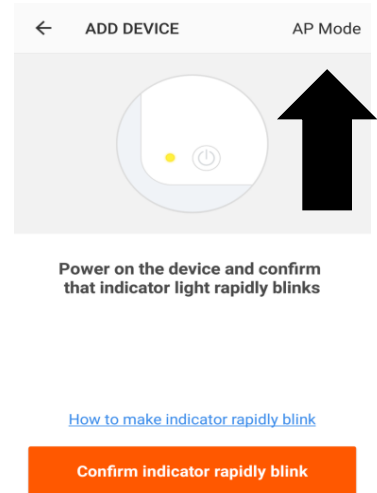 ADD DEVICE AP Mode
Power on the device and confirm
that indicator light rapidly blinks
How to make indicator rapidly blink
Confirm indicator rapidly blink